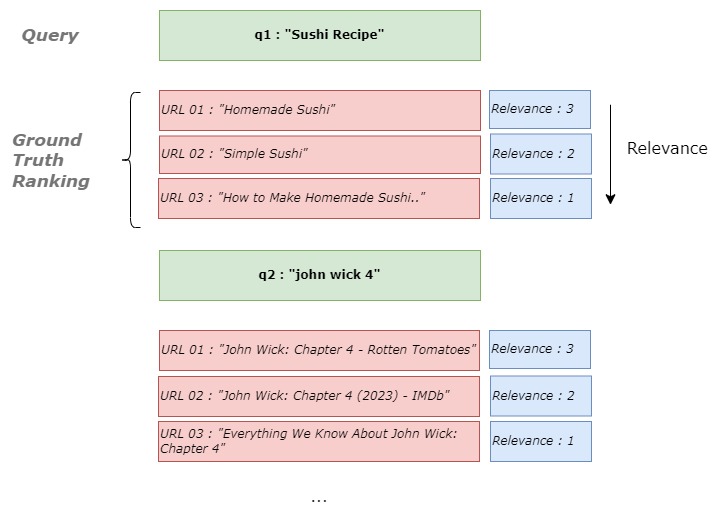 Query
q1 : "Sushi Recipe"
Ground
Truth
Ranking
URL 01 : "Homemade Sushi"
Relevance : 3
URL 02 : "Simple Sushi"
Relevance : 2
URL 03 : "How to Make Homemade Sushi.."
Relevance : 1
Relevance
q2 : "john wick 4"
URL 01 : "John Wick: Chapter 4 - Rotten Tomatoes"
Relevance : 3
URL 02 : "John Wick: Chapter 4 (2023) - IMDb"
Relevance : 2
URL 03 : "Everything We Know About John Wick:
Chapter 4"
Relevance : 1
...